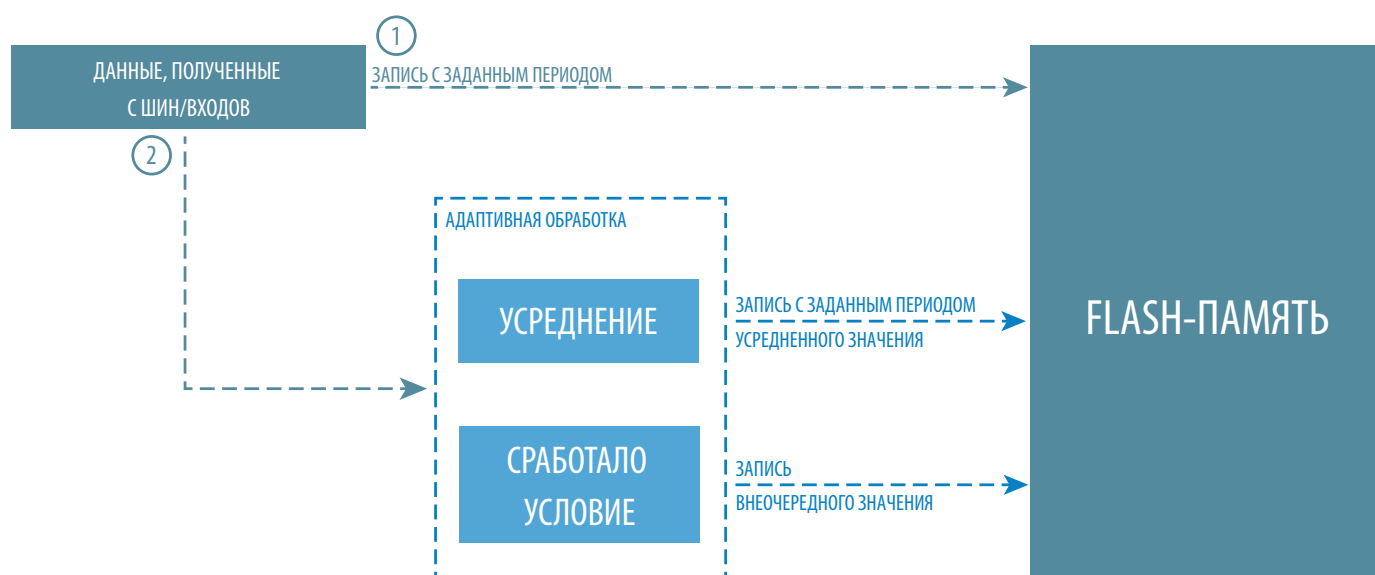 1
ДАННЫЕ, ПОЛУЧЕННЫЕ
С ШИН/ВХОДОВ
ЗАПИСЬ С ЗАДАННЫМ ПЕРИОДОМ
2
АДАПТИВНАЯ ОБРАБОТКА
УСРЕДНЕНИЕ
ЗАПИСЬ С ЗАДАННЫМ ПЕРИОДОМ
УСРЕДНЕННОГО ЗНАЧЕНИЯ
FLASH-ПАМЯТЬ
СРАБОТАЛО
УСЛОВИЕ
ЗАПИСЬ
ВНЕОЧЕРЕДНОГО ЗНАЧЕНИЯ